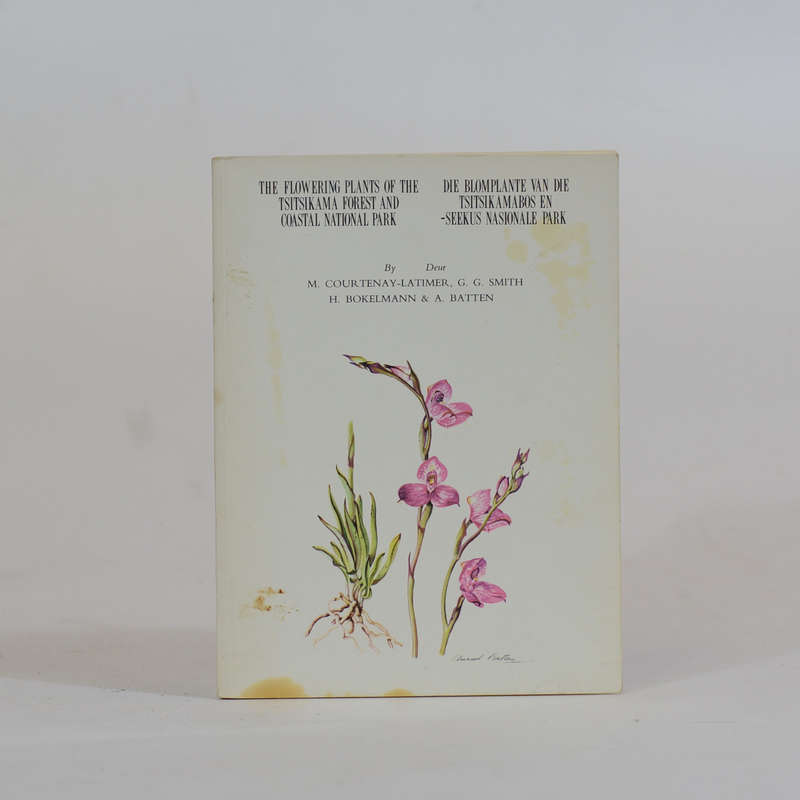 THE FLOWERING PLANTS OF THE
TSITSIKAMA FOREST AND
COASTAL NATIONAL PARK
DIE BLOMPLANTE VAN DIE
TSITSIKAMABOS EN
-SEEKUS NASIONALE PARK
By Deur
M. COURTENAY-LATIMER, G. G. SMITH
H. BOKELMANN & A. BATTEN
Batten